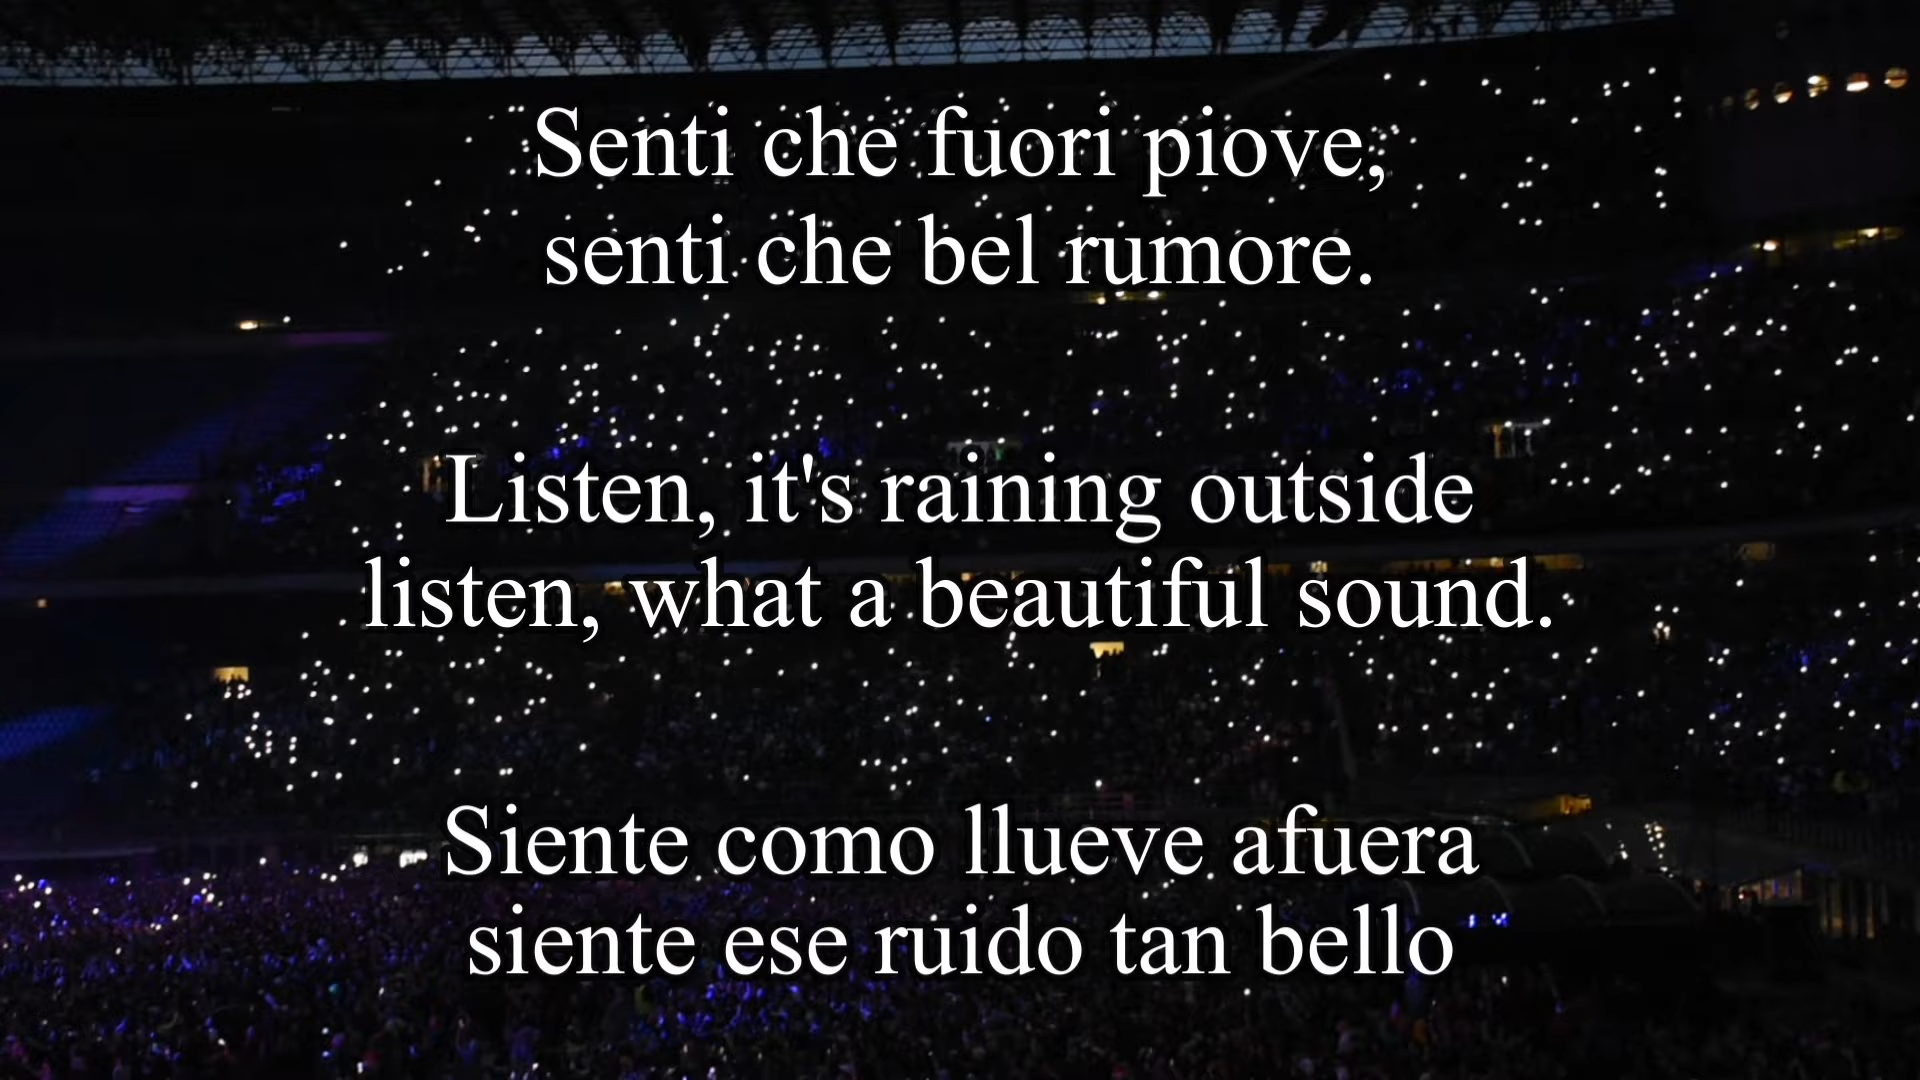 Senti che fuori piove,
senti che bel rumore.
Listen, it's raining outside
listen, what a beautiful sound.
Siente como llueve afuera
siente ese ruido tan bello